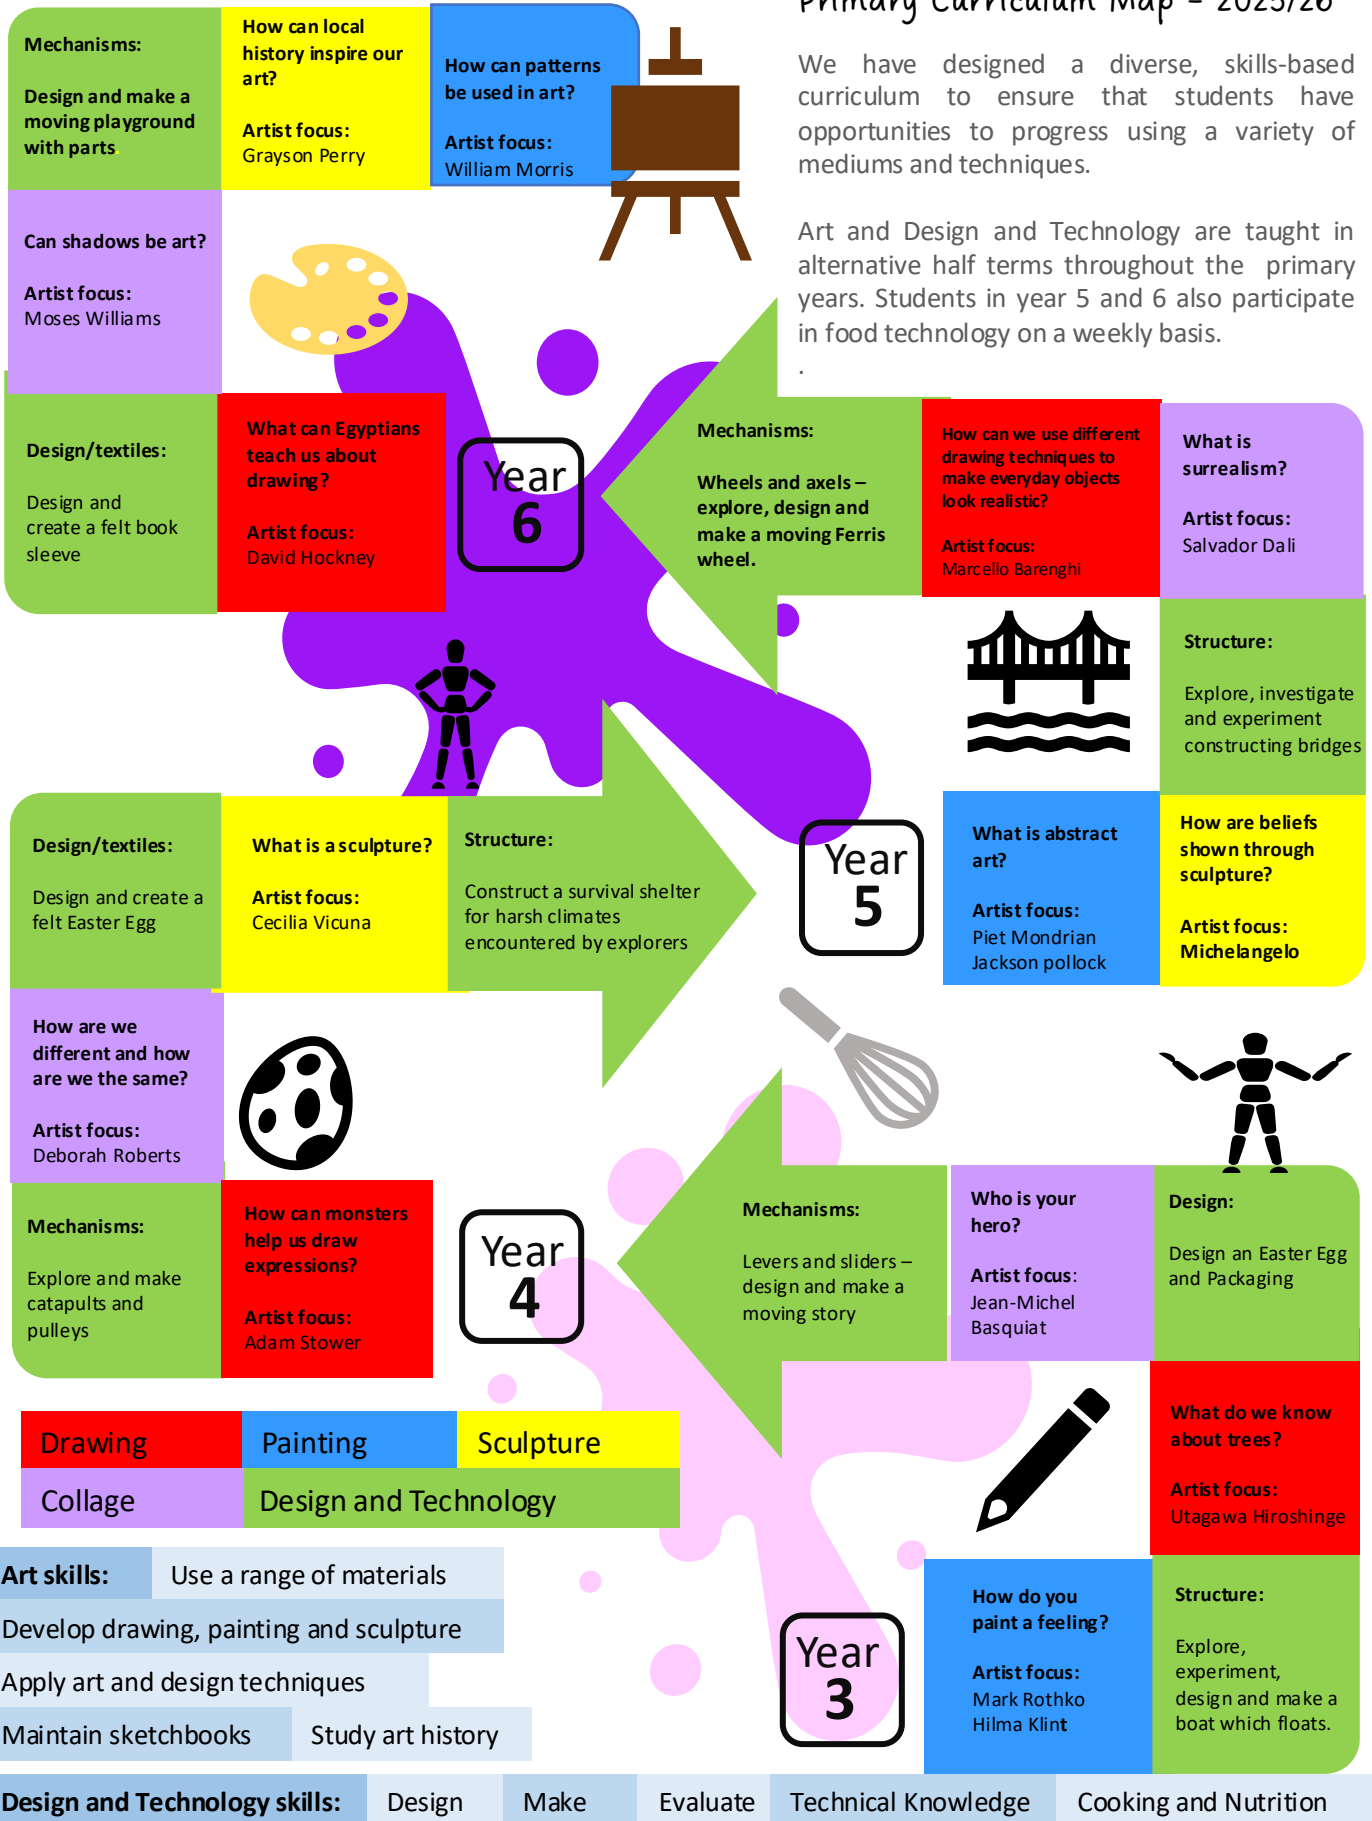 Primary Curriculum Map – 2025/26
We have designed a diverse, skills-based
curriculum to ensure that students have
opportunities to progress using a variety of
mediums and techniques.
Art and Design and Technology are taught in
alternative half terms throughout the primary
years. Students in year 5 and 6 also participate
in food technology on a weekly basis.
.
Mechanisms:
Design and make a
moving playground
with parts.
How can local
history inspire our
art?
Artist focus:
Grayson Perry
How can patterns
be used in art?
Artist focus:
William Morris
Can shadows be art?
Artist focus:
Moses Williams
Design/textiles:
Design and
create a felt book
sleeve
What can Egyptians
teach us about
drawing?
Artist focus:
David Hockney
Year
6
Mechanisms:
Wheels and axels –
explore, design and
make a moving Ferris
wheel.
How can we use different
drawing techniques to
make everyday objects
look realistic?
Artist focus:
Marcello Barenghi
What is
surrealism?
Artist focus:
Salvador Dali
Structure:
Explore, investigate
and experiment
constructing bridges
Design/textiles:
Design and create a
felt Easter Egg
What is a sculpture?
Artist focus:
Cecilia Vicuna
Structure:
Construct a survival shelter
for harsh climates
encountered by explorers
Year
5
What is abstract
art?
Artist focus:
Piet Mondrian
Jackson pollock
How are beliefs
shown through
sculpture?
Artist focus:
Michelangelo
How are we
different and how
are we the same?
Artist focus:
Deborah Roberts
Mechanisms:
Explore and make
catapults and
pulleys
How can monsters
help us draw
expressions?
Artist focus:
Adam Stower
Year
4
Mechanisms:
Levers and sliders –
design and make a
moving story
Who is your
hero?
Artist focus:
Jean-Michel
Basquiat
Design:
Design an Easter Egg
and Packaging
What do we know
about trees?
Artist focus:
Utagawa Hiroshinge
Drawing
Painting
Sculpture
Collage
Design and Technology
Year
3
How do you
paint a feeling?
Artist focus:
Mark Rothko
Hilma Klint
Structure:
Explore,
experiment,
design and make a
boat which floats.
Art skills:
Use a range of materials
Develop drawing, painting and sculpture
Apply art and design techniques
Maintain sketchbooks
Study art history
Design and Technology skills:
Design
Make
Evaluate
Technical Knowledge
Cooking and Nutrition